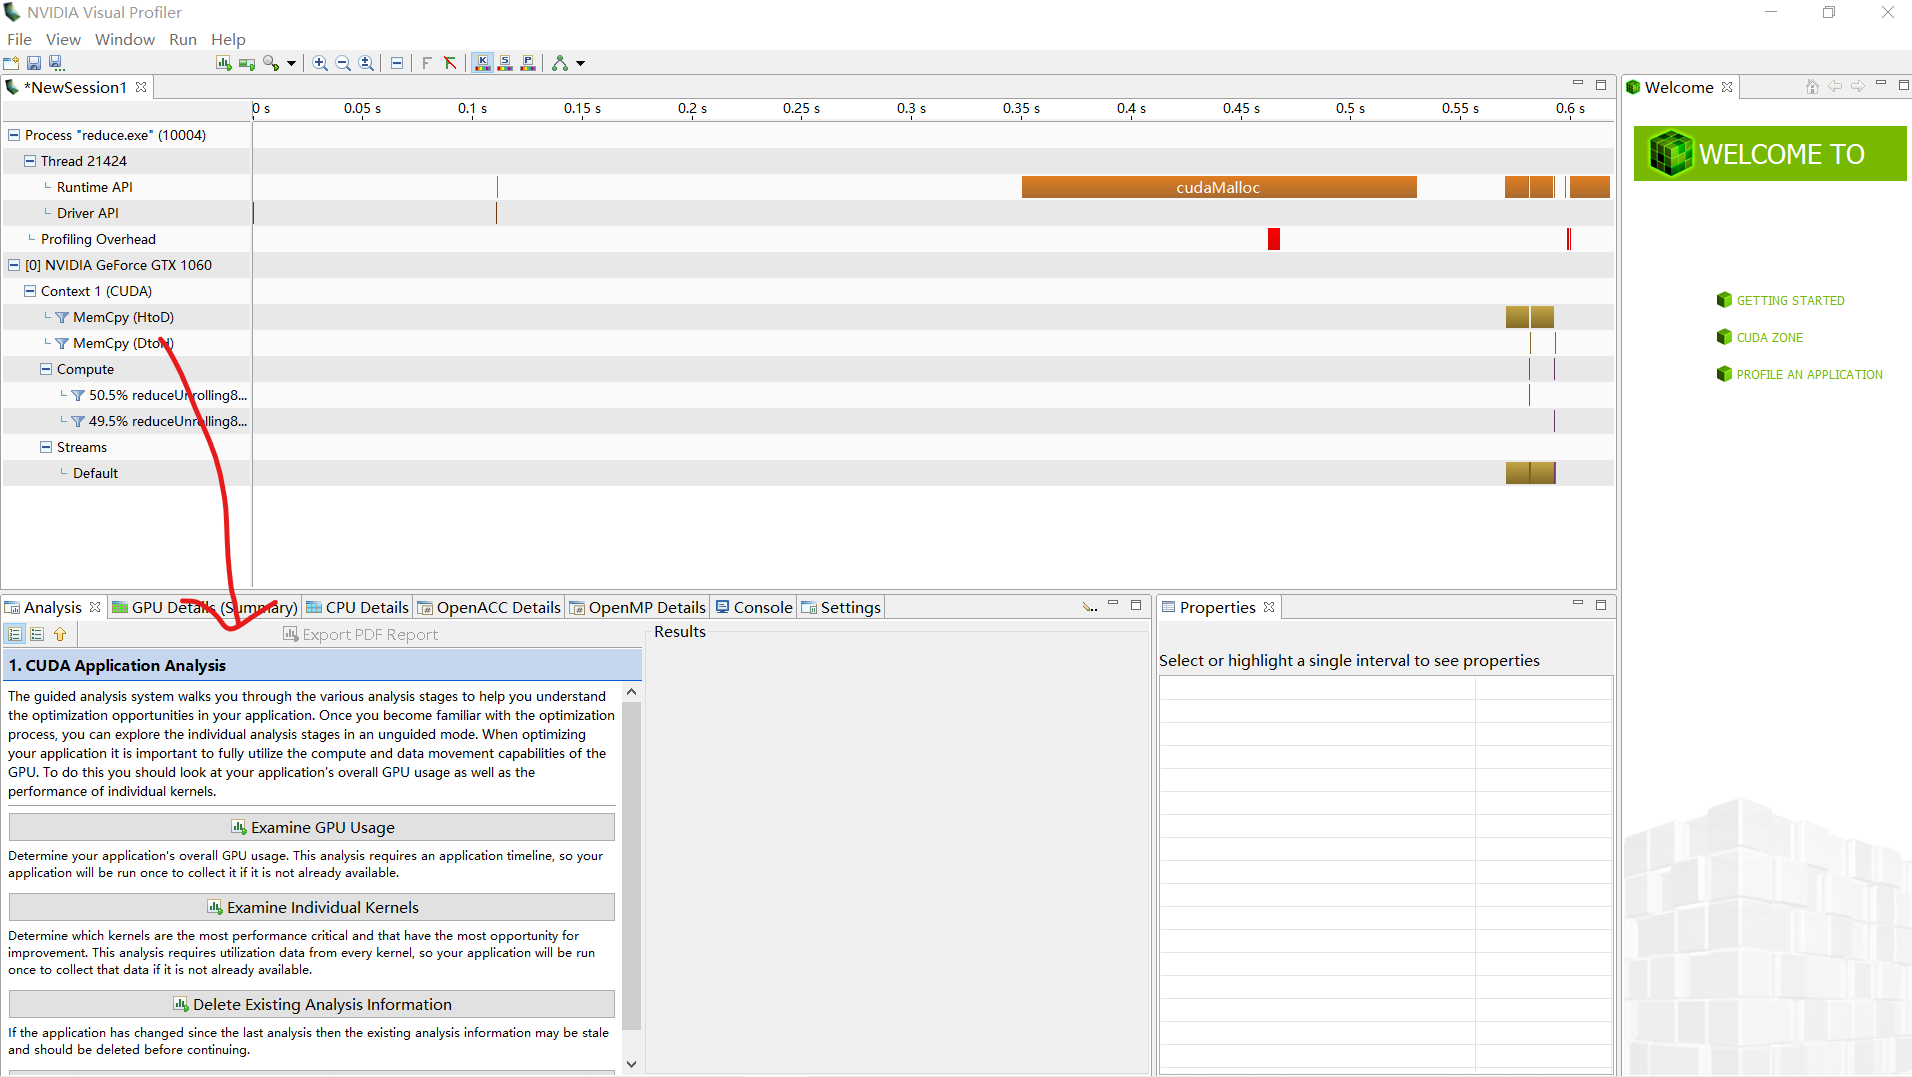 NVIDIA Visual Profiler
File View Window Run Help
*NewSession1
0 s 0.05 s 0.1 s 0.15 s 0.2 s 0.25 s 0.3 s 0.35 s 0.4 s 0.45 s 0.5 s 0.55 s 0.6 s
Process "reduce.exe" (10004)
Thread 21424
Runtime API
cudaMalloc
Driver API
Profiling Overhead
[0] NVIDIA GeForce GTX 1060
Context 1 (CUDA)
MemCpy (HtoD)
MemCpy (DtoH)
Compute
50.5% reduceUnrolling8...
49.5% reduceUnrolling8...
Streams
Default
Welcome
WELCOME TO
GETTING STARTED
CUDA ZONE
PROFILE AN APPLICATION
Analysis GPU Details (Summary) CPU Details OpenACC Details OpenMP Details Console Settings
Export PDF Report
1. CUDA Application Analysis
The guided analysis system walks you through the various analysis stages to help you understand
the optimization opportunities in your application. Once you become familiar with the optimization
process, you can explore the individual analysis stages in an unguided mode. When optimizing
your application it is important to fully utilize the compute and data movement capabilities of the
GPU. To do this you should look at your application's overall GPU usage as well as the
performance of individual kernels.
Examine GPU Usage
Determine your application's overall GPU usage. This analysis requires an application timeline, so your
application will be run once to collect it if it is not already available.
Examine Individual Kernels
Determine which kernels are the most performance critical and that have the most opportunity for
improvement. This analysis requires utilization data from every kernel, so your application will be run
once to collect that data if it is not already available.
Delete Existing Analysis Information
If the application has changed since the last analysis then the existing analysis information may be stale
and should be deleted before continuing.
Results
Properties
Select or highlight a single interval to see properties